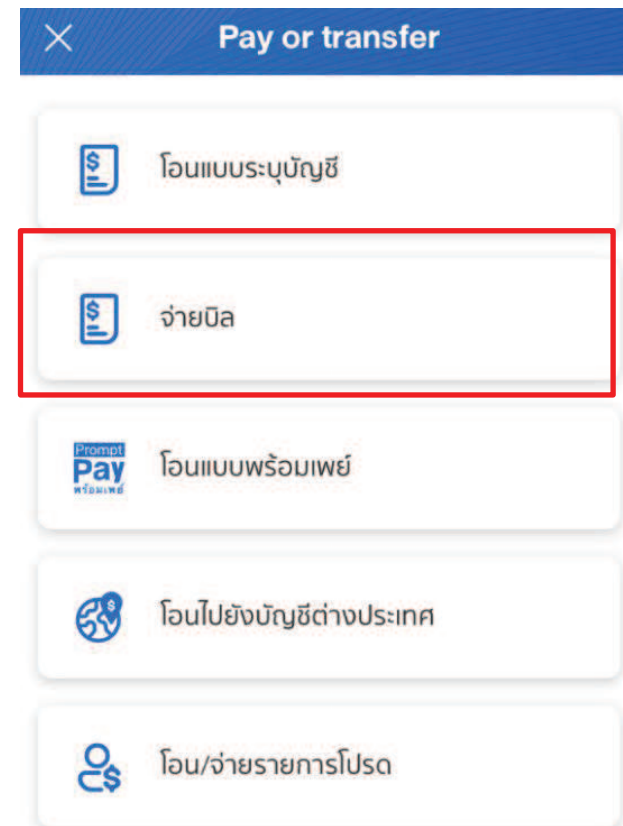 Pay or transfer
โอนแบบระบุบัญชี
จ่ายบิล
Prompt
Pay
พร้อมเพย์
โอนแบบพร้อมเพย์
โอนไปยังบัญชีต่างประเทศ
โอน/จ่ายรายการโปรด